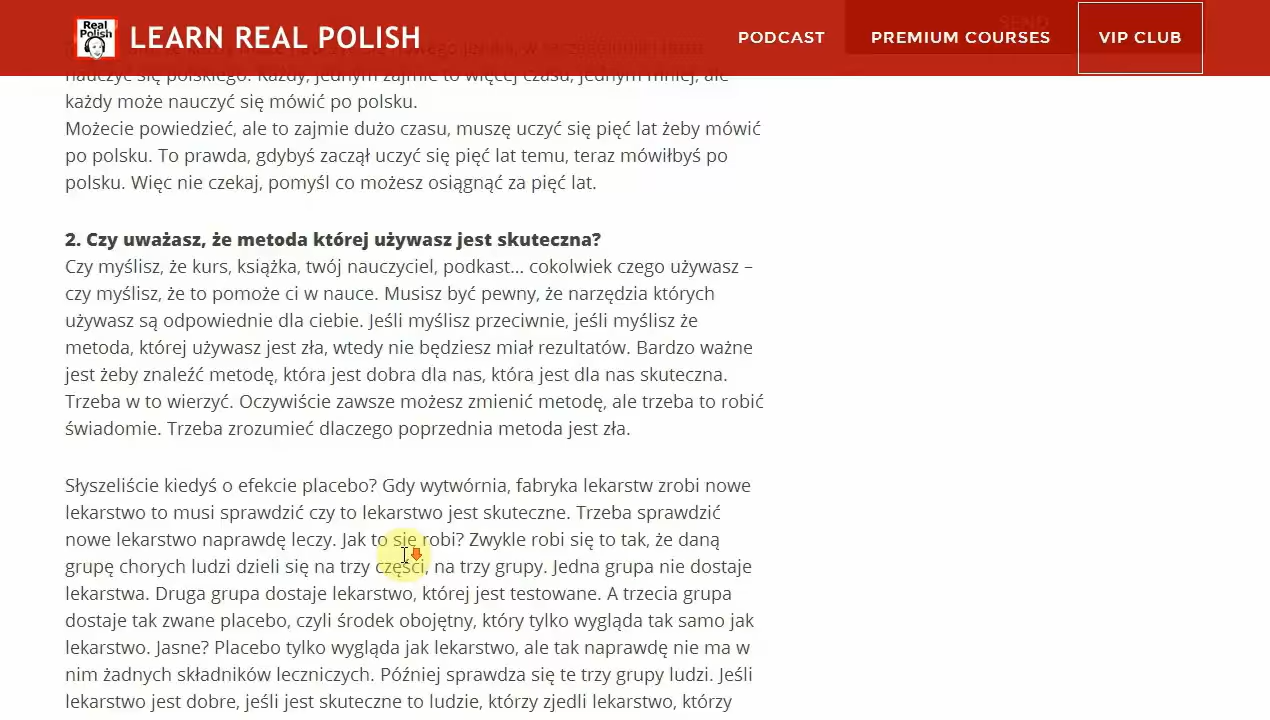 Real
Polish
LEARN REAL POLISH
SEND
PODCAST
PREMIUM COURSES
VIP CLUB
nauczyć się polskiego. Każdy, jednym zajmie to więcej czasu, jednym mniej, ale
każdy może nauczyć się mówić po polsku.
Możecie powiedzieć, ale to zajmie dużo czasu, muszę uczyć się pięć lat żeby mówić
po polsku. To prawda, gdybyś zaczął uczyć się pięć lat temu, teraz mówiłbyś po
polsku. Więc nie czekaj, pomyśl co możesz osiągnąć za pięć lat.
2. Czy uważasz, że metoda której używasz jest skuteczna?
Czy myślisz, że kurs, książka, twój nauczyciel, podkast... cokolwiek czego używasz –
czy myślisz, że to pomoże ci w nauce. Musisz być pewny, że narzędzia których
używasz są odpowiednie dla ciebie. Jeśli myślisz przeciwnie, jeśli myślisz że
metoda, której używasz jest zła, wtedy nie będziesz miał rezultatów. Bardzo ważne
jest żeby znaleźć metodę, która jest dobra dla nas, która jest dla nas skuteczna.
Trzeba w to wierzyć. Oczywiście zawsze możesz zmienić metodę, ale trzeba to robić
świadomie. Trzeba zrozumieć dlaczego poprzednia metoda jest zła.
Słyszeliście kiedyś o efekcie placebo? Gdy wytwórnia, fabryka lekarstw zrobi nowe
lekarstwo to musi sprawdzić czy to lekarstwo jest skuteczne. Trzeba sprawdzić
nowe lekarstwo naprawdę leczy. Jak to się robi? Zwykle robi się to tak, że daną
grupę chorych ludzi dzieli się na trzy części, na trzy grupy. Jedna grupa nie dostaje
lekarstwa. Druga grupa dostaje lekarstwo, której jest testowane. A trzecia grupa
dostaje tak zwane placebo, czyli środek obojętny, który tylko wygląda tak samo jak
lekarstwo. Jasne? Placebo tylko wygląda jak lekarstwo, ale tak naprawdę nie ma w
nim żadnych składników leczniczych. Później sprawdza się te trzy grupy ludzi. Jeśli
lekarstwo jest dobre, jeśli jest skuteczne to ludzie, którzy zjedli lekarstwo, którzy